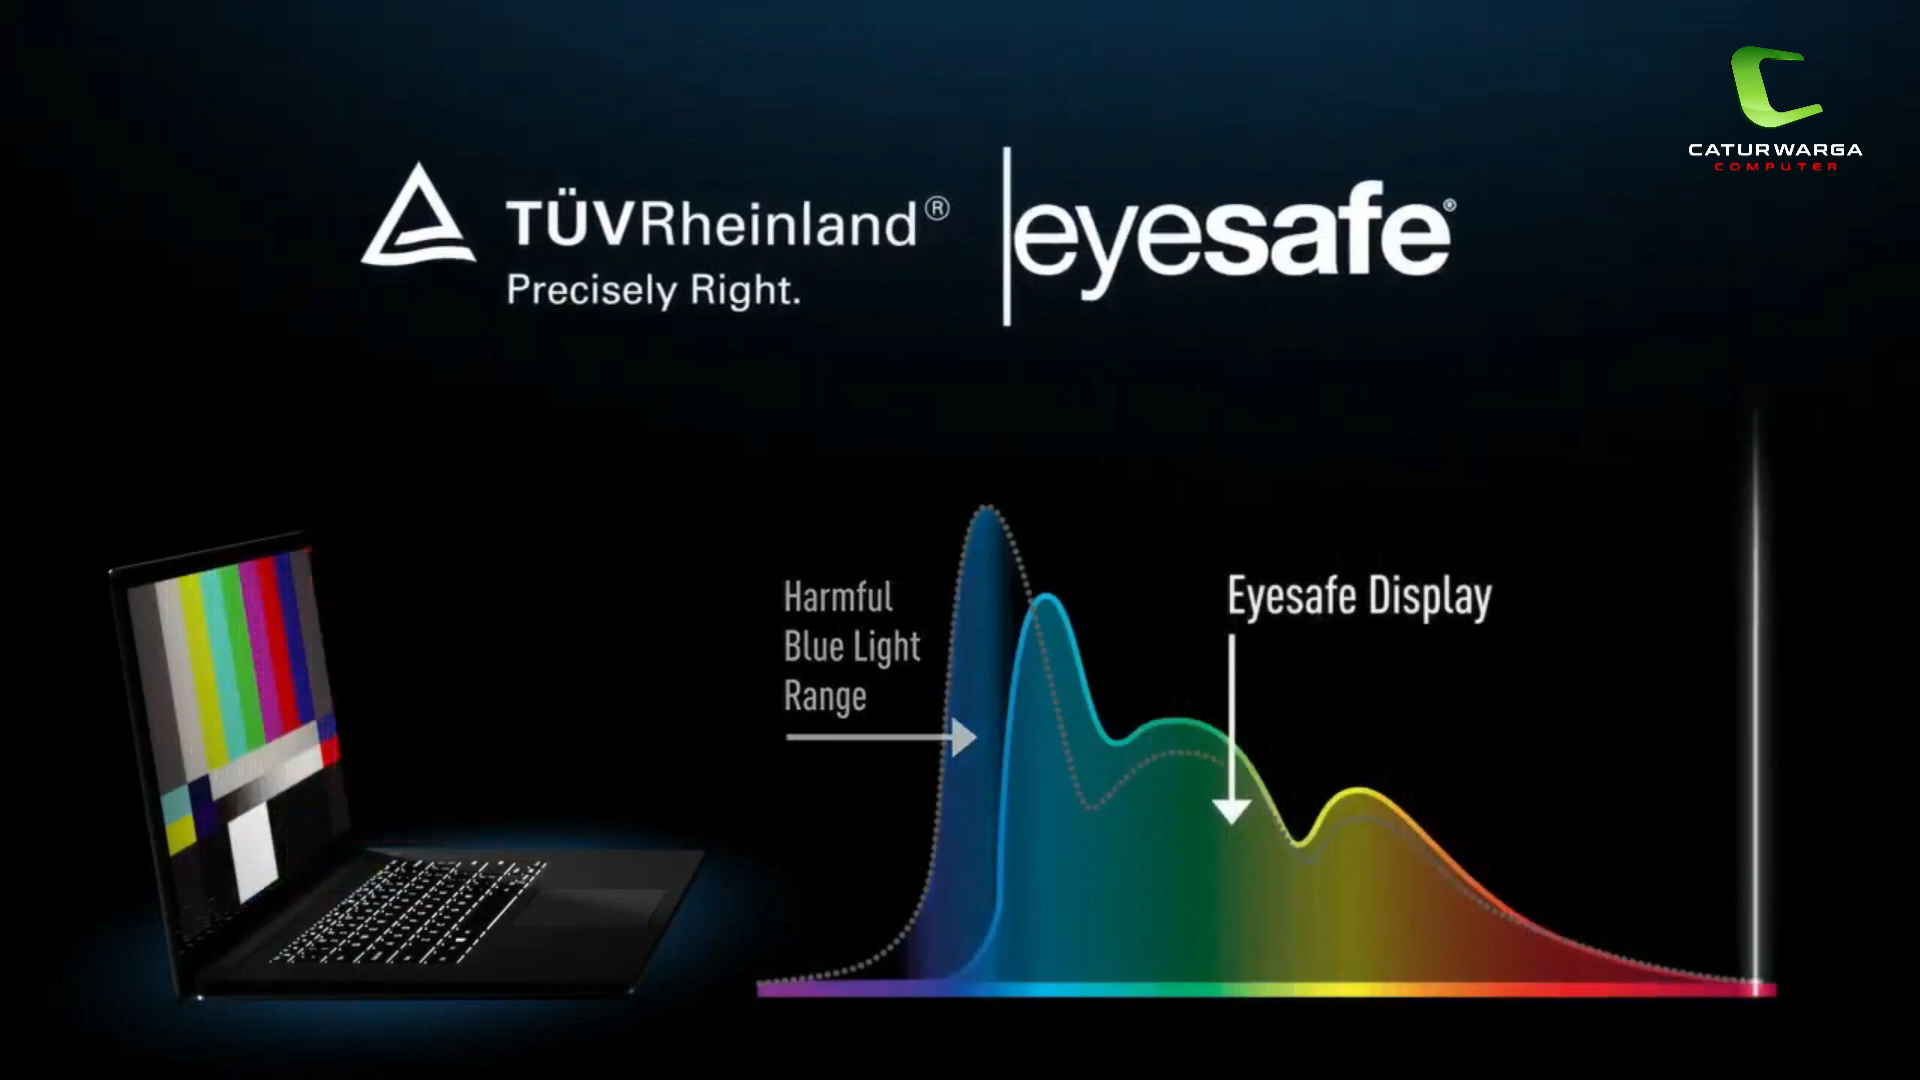 CATURWARGA
COMPUTER
TÜVRheinland®
Precisely Right.
eyesafe®
Harmful
Blue Light
Range
Eyesafe Display